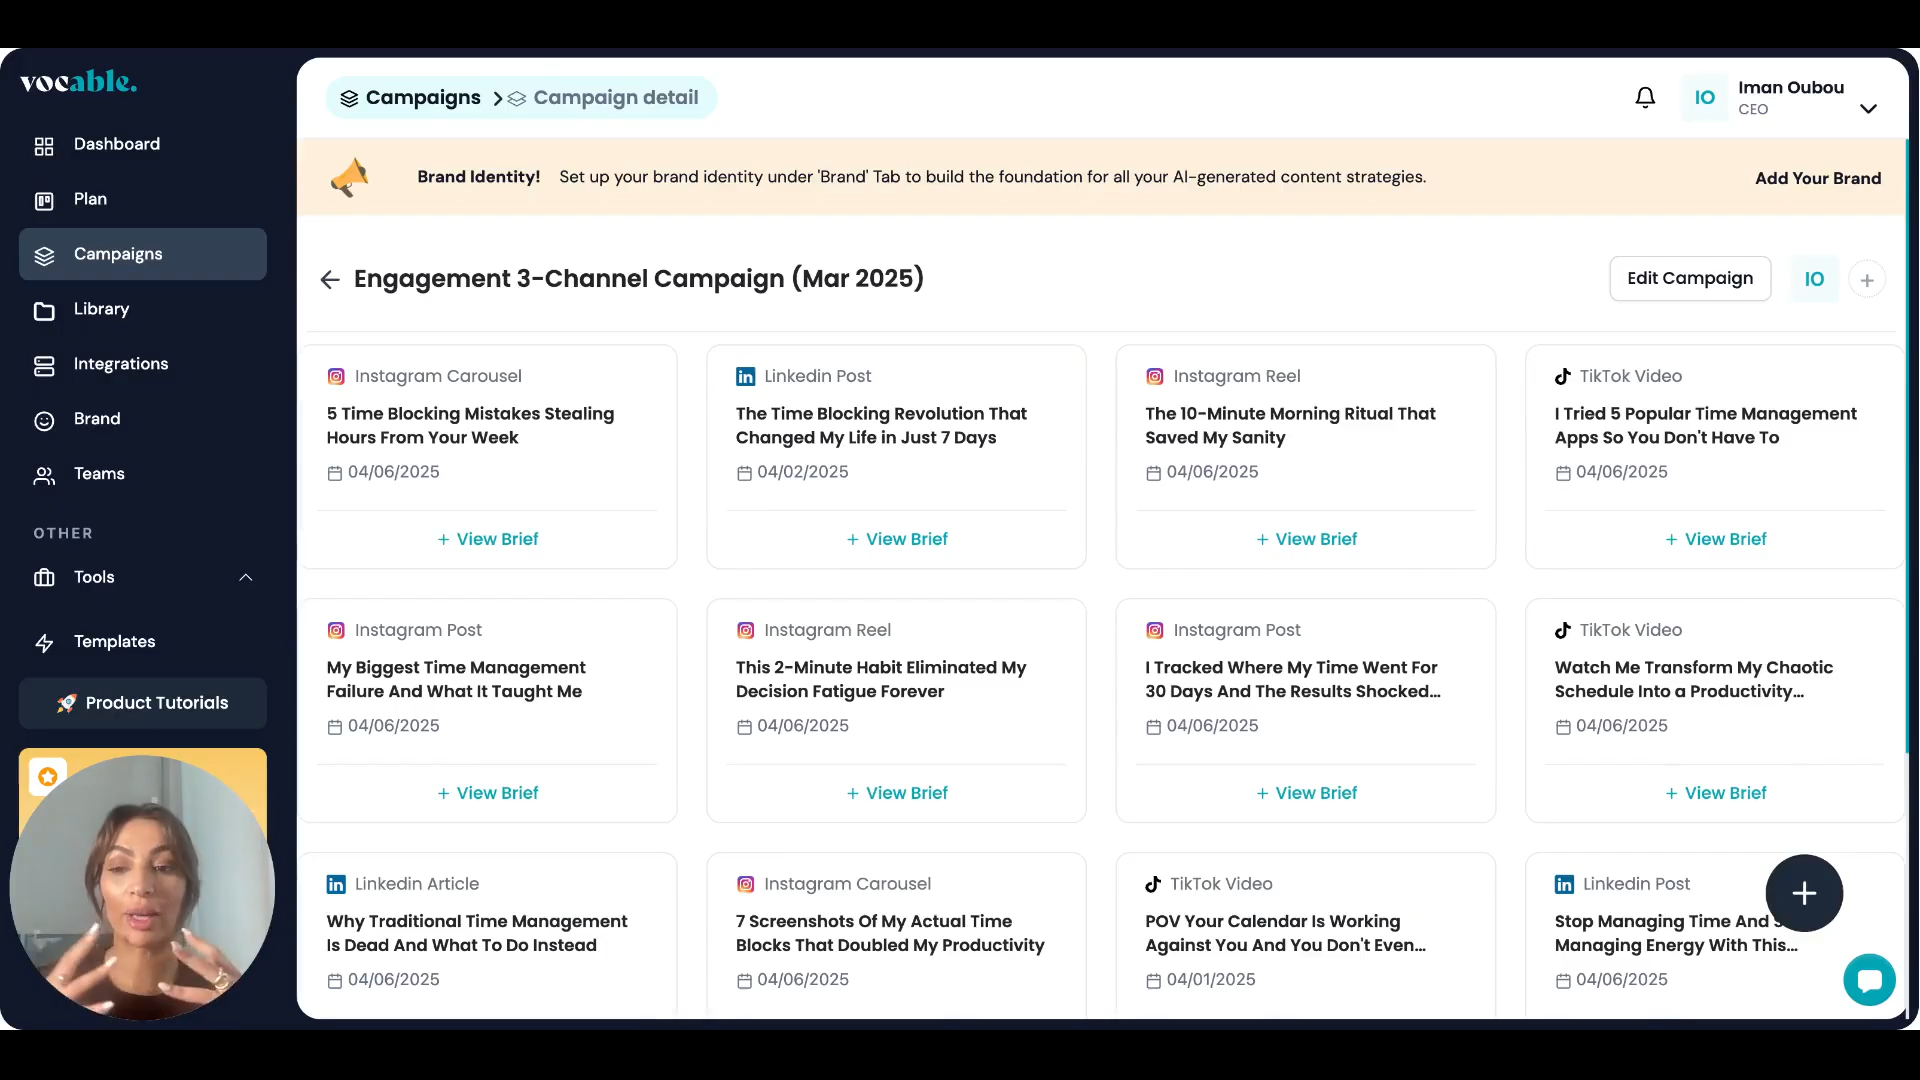 vocable.
Dashboard
Plan
Campaigns
Library
Integrations
Brand
Teams
OTHER
Tools
Templates
Product Tutorials
Campaigns
Campaign detail
IO
Iman Oubou
CEO
Brand Identity! Set up your brand identity under 'Brand' Tab to build the foundation for all your AI-generated content strategies.
Add Your Brand
Engagement 3-Channel Campaign (Mar 2025)
Edit Campaign
IO
Instagram Carousel
5 Time Blocking Mistakes Stealing
Hours From Your Week
04/06/2025
+ View Brief
Linkedin Post
The Time Blocking Revolution That
Changed My Life in Just 7 Days
04/02/2025
+ View Brief
Instagram Reel
The 10-Minute Morning Ritual That
Saved My Sanity
04/06/2025
+ View Brief
TikTok Video
I Tried 5 Popular Time Management
Apps So You Don't Have To
04/06/2025
+ View Brief
Instagram Post
My Biggest Time Management
Failure And What It Taught Me
04/06/2025
+ View Brief
Instagram Reel
This 2-Minute Habit Eliminated My
Decision Fatigue Forever
04/06/2025
+ View Brief
Instagram Post
I Tracked Where My Time Went For
30 Days And The Results Shocked...
04/06/2025
+ View Brief
TikTok Video
Watch Me Transform My Chaotic
Schedule Into a Productivity...
04/06/2025
+ View Brief
Linkedin Article
Why Traditional Time Management
Is Dead And What To Do Instead
04/06/2025
Instagram Carousel
7 Screenshots Of My Actual Time
Blocks That Doubled My Productivity
04/06/2025
TikTok Video
POV Your Calendar Is Working
Against You And You Don't Even...
04/01/2025
Linkedin Post
Stop Managing Time And
Managing Energy With This...
04/06/2025